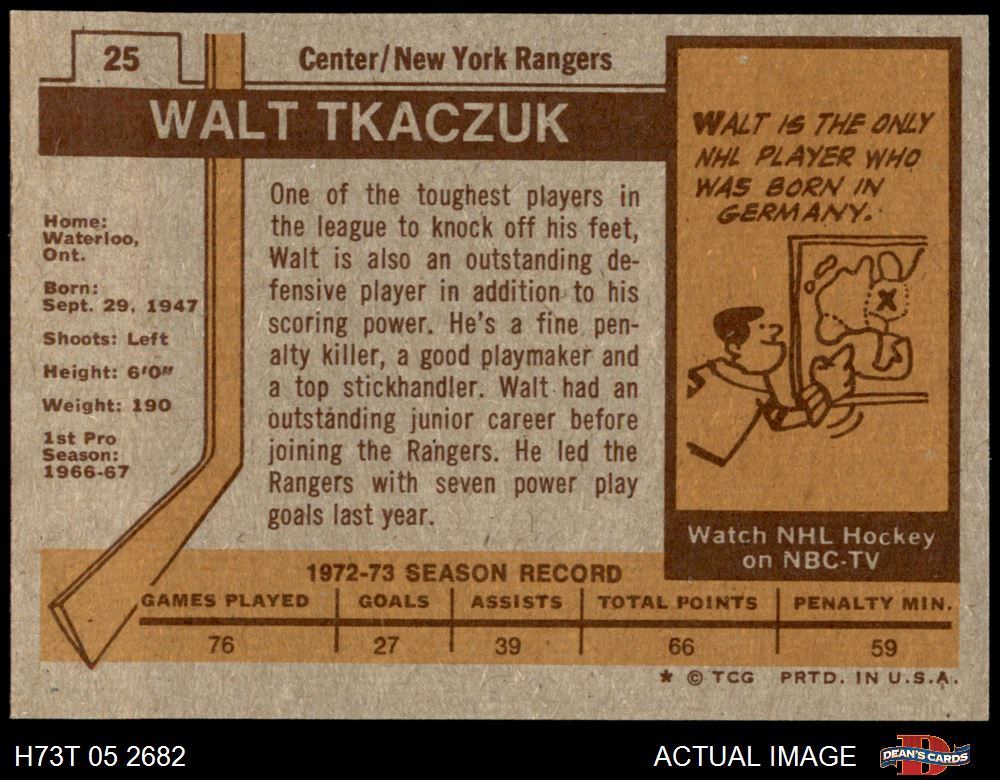 25
Center/New York Rangers
WALT TKACZUK
Home:
Waterloo,
Ont.
Born:
Sept. 29, 1947
Shoots: Left
Height: 6'0"
Weight: 190
1st Pro
Season:
1966-67
One of the toughest players in
the league to knock off his feet,
Walt is also an outstanding de-
fensive player in addition to his
scoring power. He's a fine pen-
alty killer, a good playmaker and
a top stickhandler. Walt had an
outstanding junior career before
joining the Rangers. He led the
Rangers with seven power play
goals last year.
WALT IS THE ONLY
NHL PLAYER WHO
WAS BORN IN
GERMANY.
X
Watch NHL Hockey
on NBC-TV
1972-73 SEASON RECORD
GAMES PLAYED GOALS ASSISTS TOTAL POINTS PENALTY MIN.
76 27 39 66 59
* © TCG PRTD. IN U.S.A.
H73T 05 2682 ACTUAL IMAGE D DEAN'S CARDS